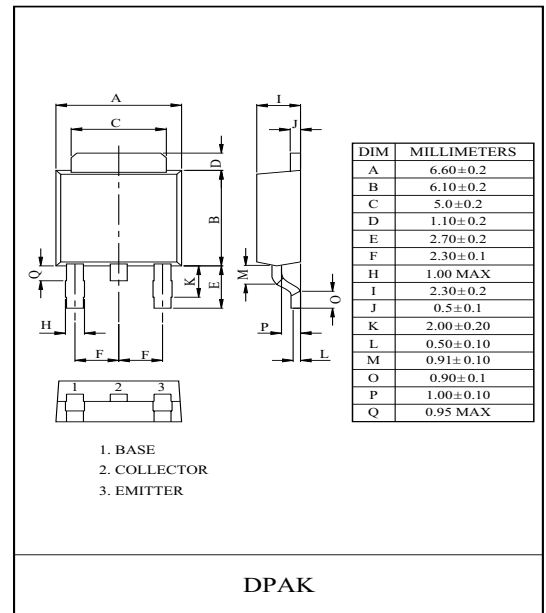 A
C
D
B
Q
K
E
H
F F
1 2 3
1. BASE
2. COLLECTOR
3. EMITTER
I
J
M
O
P
L
DIM MILLIMETERS
A 6.60±0.2
B 6.10±0.2
C 5.0±0.2
D 1.10±0.2
E 2.70±0.2
F 2.30±0.1
H 1.00 MAX
I 2.30±0.2
J 0.5±0.1
K 2.00±0.20
L 0.50±0.10
M 0.91±0.10
O 0.90±0.1
P 1.00±0.10
Q 0.95 MAX
DPAK